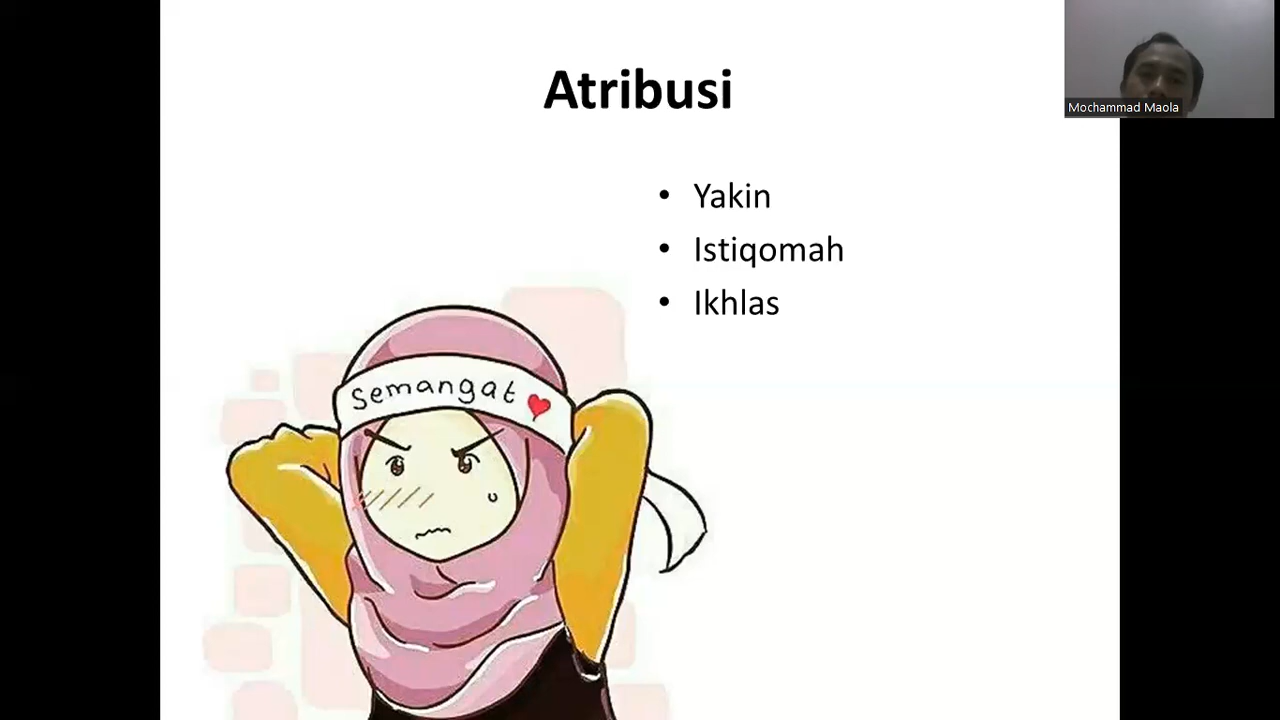 Atribusi
Mochammad Maola
• Yakin
• Istiqomah
• Ikhlas
Semangat